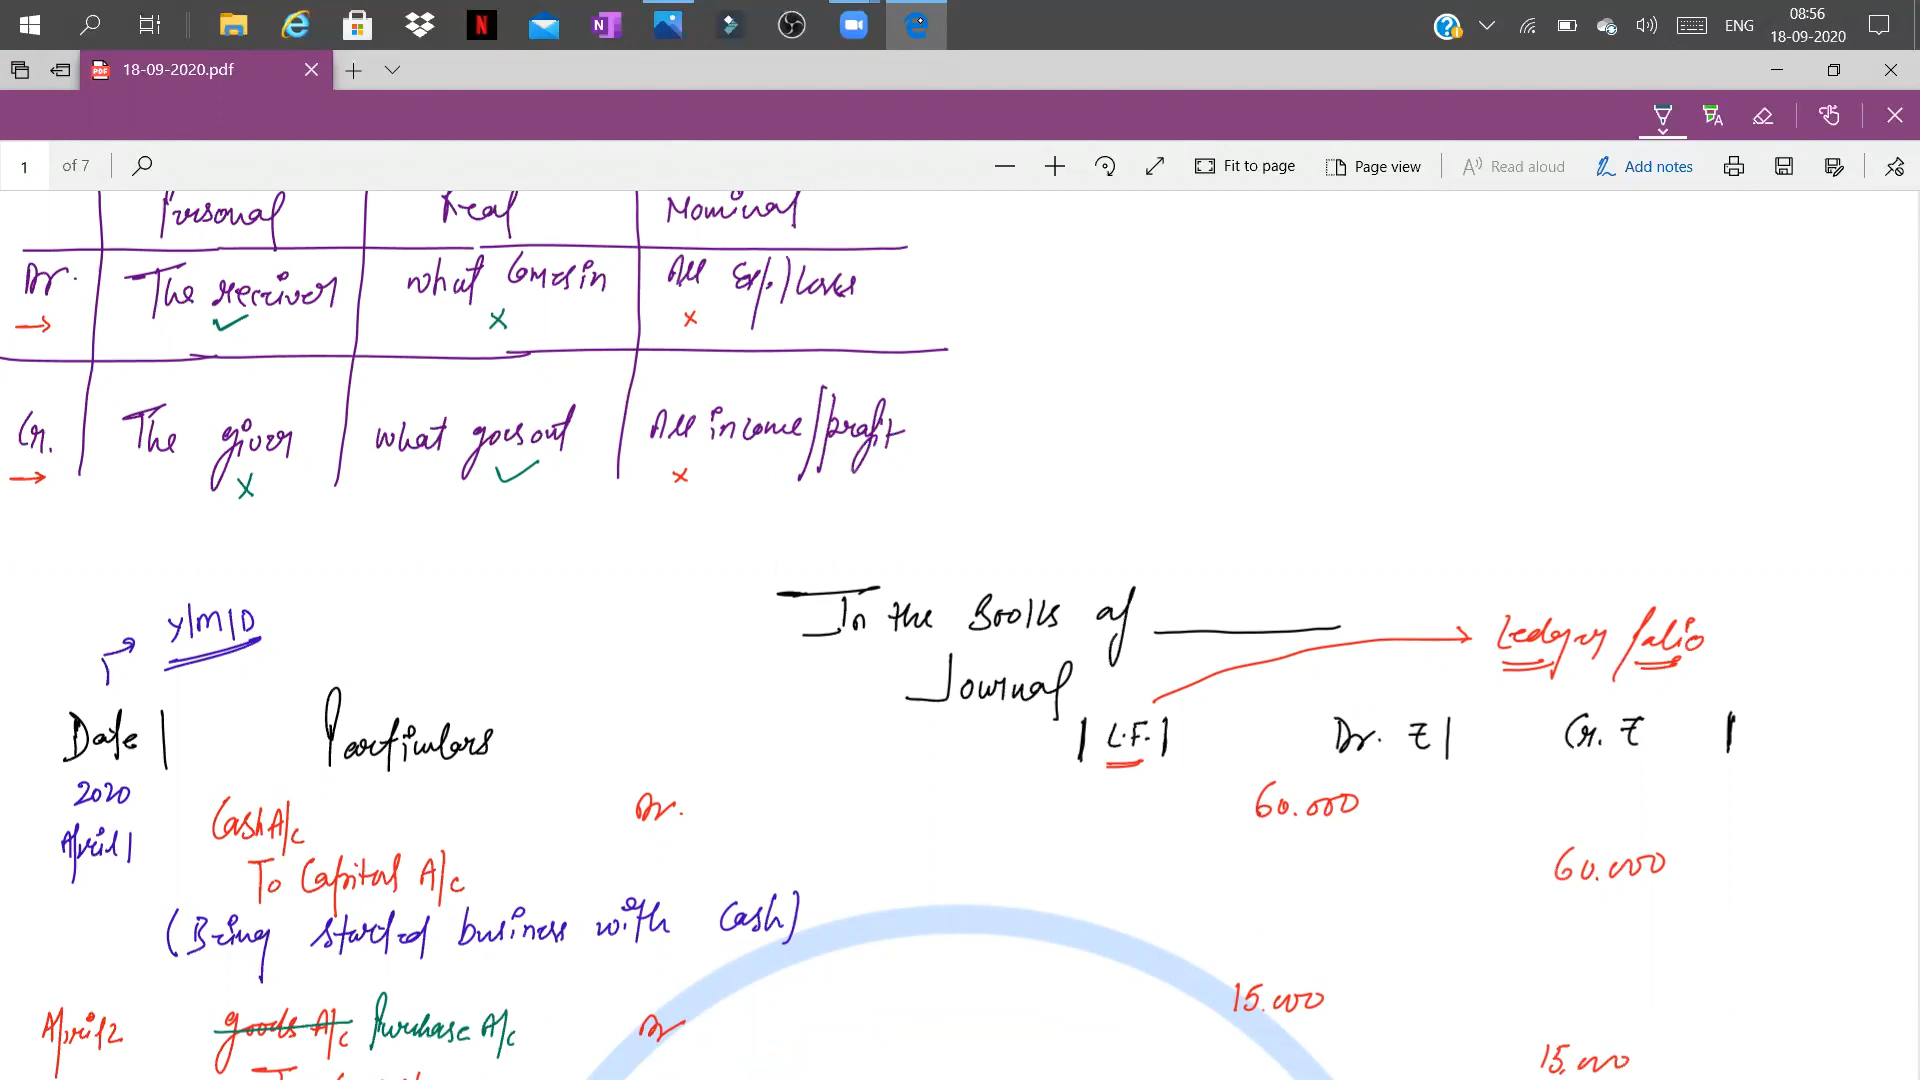 08:56
ENG
18-09-2020
18-09-2020.pdf
1 of 7
Fit to page
Page view
Read aloud
Add notes
Personal Real Nominal
Dr. The receiver what comes in All Exp./Loss
Cr. The giver what goes out All income/profit
Y/M/D
In the Books of
Ledger folio
Journal
Date Particulars L.F. Dr. ₹ Cr. ₹
2020
April 1 Cash A/c Dr. 60.000
To Capital A/c 60.000
(Being started business with Cash)
15.000
April 2 goods A/c Purchase A/c Dr
To
15.000